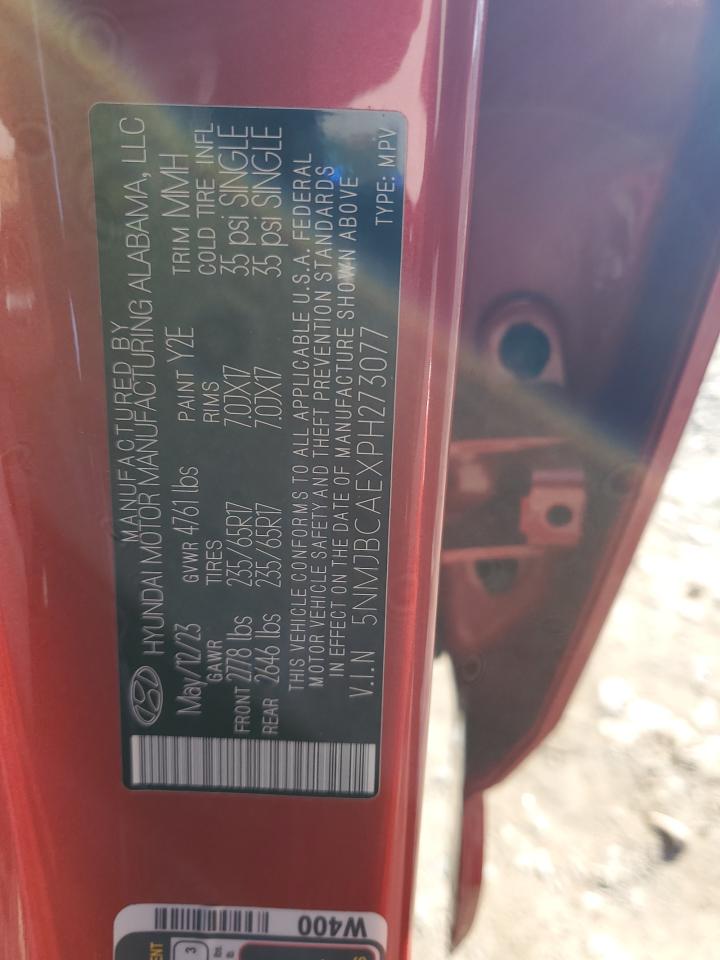 MANUFACTURED BY
HYUNDAI MOTOR MANUFACTURING ALABAMA, LLC
May/12/23 GVWR 4761 lbs PAINT Y2E TRIM MMH
GAWR TIRES RIMS COLD TIRE INFL
FRONT 2778 lbs 235/65R17 7.0JX17 35 psi SINGLE
REAR 2646 lbs 235/65R17 7.0JX17 35 psi SINGLE
THIS VEHICLE CONFORMS TO ALL APPLICABLE U.S.A. FEDERAL
MOTOR VEHICLE SAFETY AND THEFT PREVENTION STANDARDS
IN EFFECT ON THE DATE OF MANUFACTURE SHOWN ABOVE
V.I.N 5NMJBCAEXPH273077 TYPE: MPV
W400
3